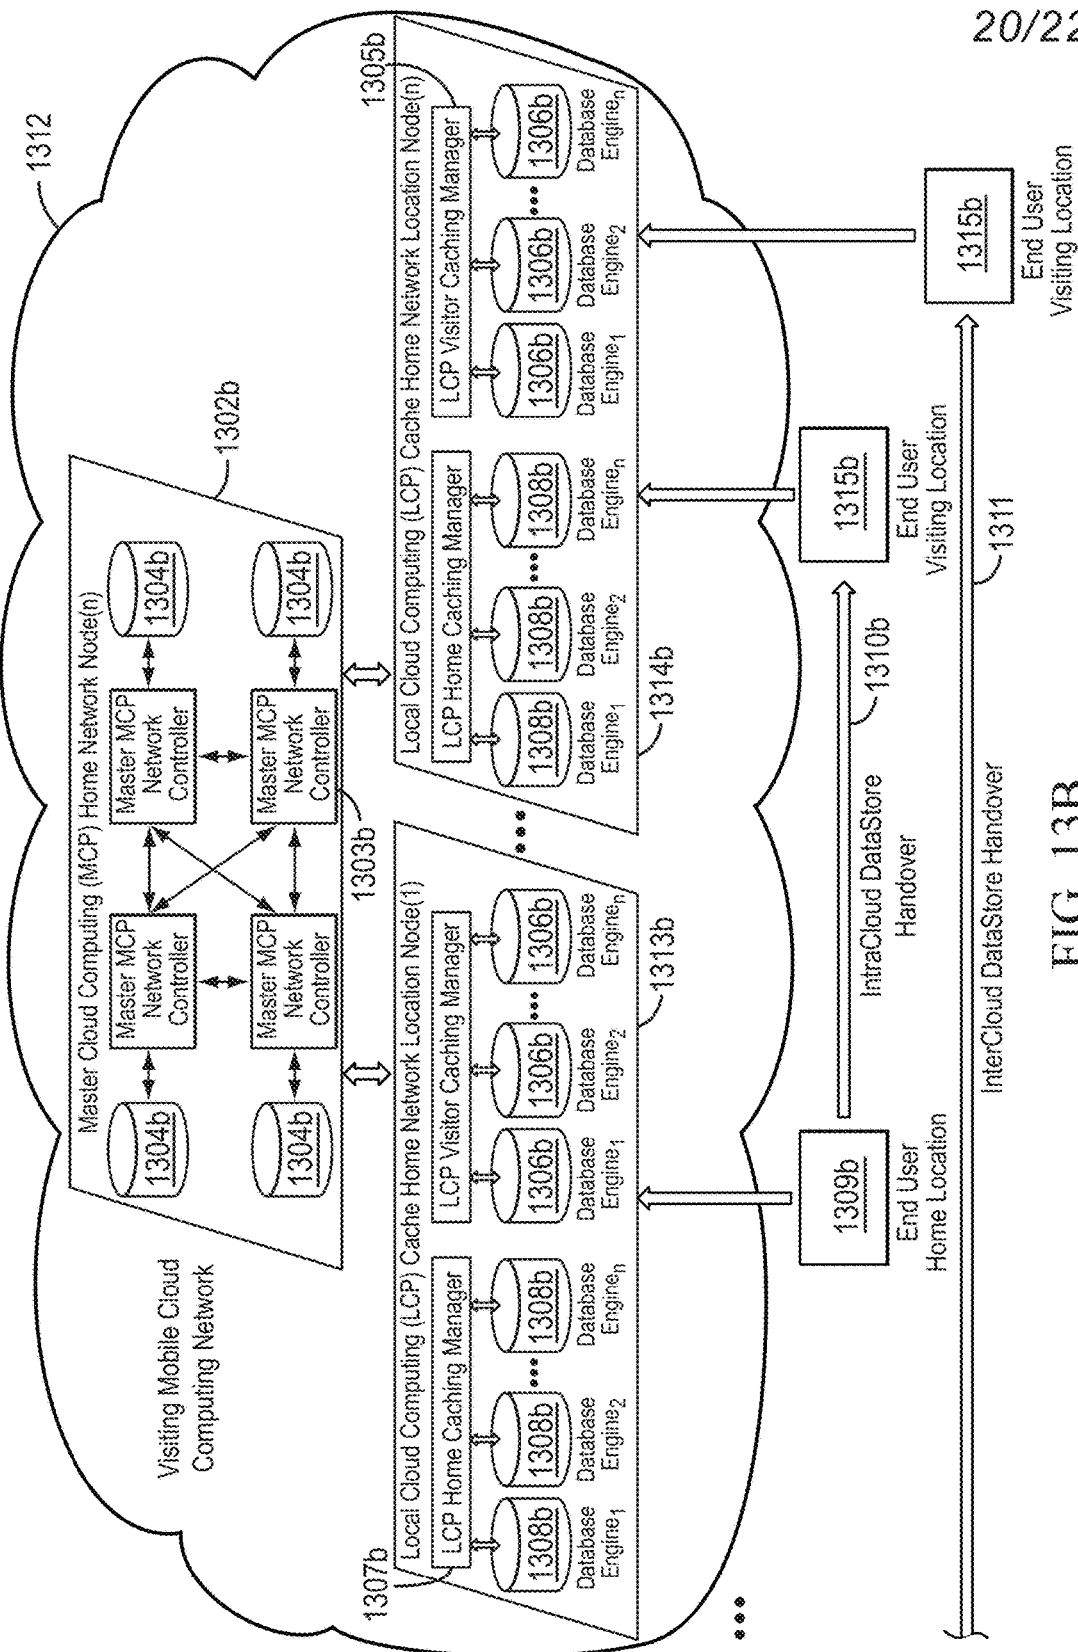 20/22
1312
Visiting Mobile Cloud
Computing Network
Master Cloud Computing (MCP) Home Network Node(n)
1302b
1304b
Master MCP
Network
Controller
Master MCP
Network
Controller
1304b
1304b
Master MCP
Network
Controller
Master MCP
Network
Controller
1304b
1303b
1307b
Local Cloud Computing (LCP) Cache Home Network Location Node(1)
LCP Home Caching Manager
1308b
1308b
•••
1308b
Database
Engine1
Database
Engine2
Database
Enginen
LCP Visitor Caching Manager
1306b
1306b
•••
1306b
Database
Engine1
Database
Engine2
Database
Enginen
1313b
•••
1305b
Local Cloud Computing (LCP) Cache Home Network Location Node(n)
LCP Home Caching Manager
1308b
1308b
•••
1308b
Database
Engine1
Database
Engine2
Database
Enginen
LCP Visitor Caching Manager
1306b
1306b
•••
1306b
Database
Engine1
Database
Engine2
Database
Enginen
1314b
•••
1309b
End User
Home Location
IntraCloud DataStore
Handover
1310b
1315b
End User
Visiting Location
1315b
End User
Visiting Location
InterCloud DataStore Handover
1311
FIG. 13B